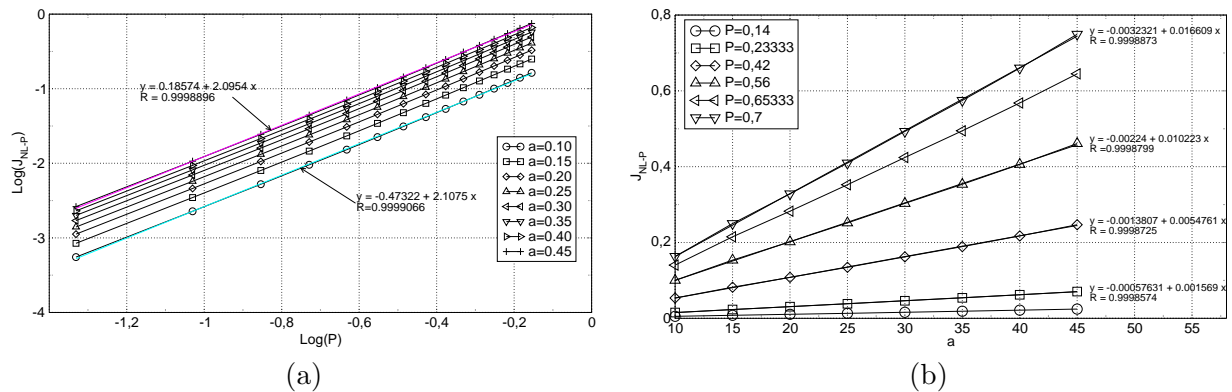 0
-1
-2
-3
-4
Log(J_NL-P)
-1,2
-1
-0,8
-0,6
-0,4
-0,2
0
Log(P)
y = 0.18574 + 2.0954 x
R = 0.9998896
y = -0.47322 + 2.1075 x
R=0.9999066
a=0.10
a=0.15
a=0.20
a=0.25
a=0.30
a=0.35
a=0.40
a=0.45
(a)
0,8
0,6
0,4
0,2
0
J_NL-P
10
15
20
25
30
35
40
45
50
55
a
P=0,14
P=0,23333
P=0,42
P=0,56
P=0,65333
P=0,7
y = -0.0032321 + 0.016609 x
R = 0.9998873
y = -0.00224 + 0.010223 x
R = 0.9998799
y = -0.0013807 + 0.0054761 x
R = 0.9998725
y = -0.00057631 + 0.001569 x
R = 0.9998574
(b)